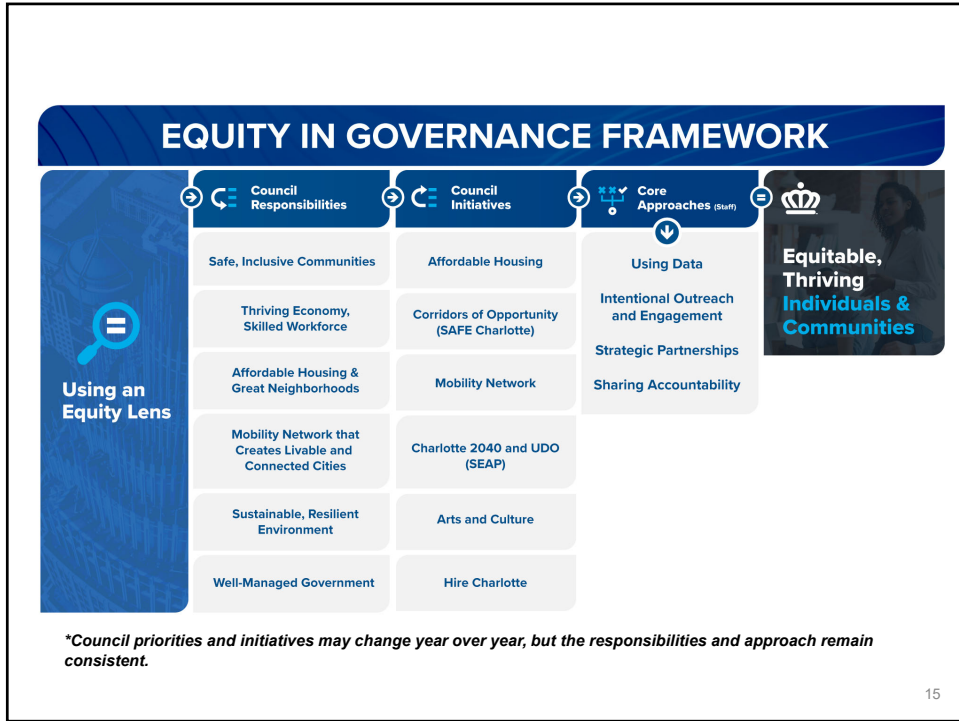 EQUITY IN GOVERNANCE FRAMEWORK
Using an
Equity Lens
Council
Responsibilities
Safe, Inclusive Communities
Thriving Economy,
Skilled Workforce
Affordable Housing &
Great Neighborhoods
Mobility Network that
Creates Livable and
Connected Cities
Sustainable, Resilient
Environment
Well-Managed Government
Council
Initiatives
Affordable Housing
Corridors of Opportunity
(SAFE Charlotte)
Mobility Network
Charlotte 2040 and UDO
(SEAP)
Arts and Culture
Hire Charlotte
Core
Approaches (Staff)
Using Data
Intentional Outreach
and Engagement
Strategic Partnerships
Sharing Accountability
Equitable,
Thriving
Individuals &
Communities
*Council priorities and initiatives may change year over year, but the responsibilities and approach remain
consistent.
15